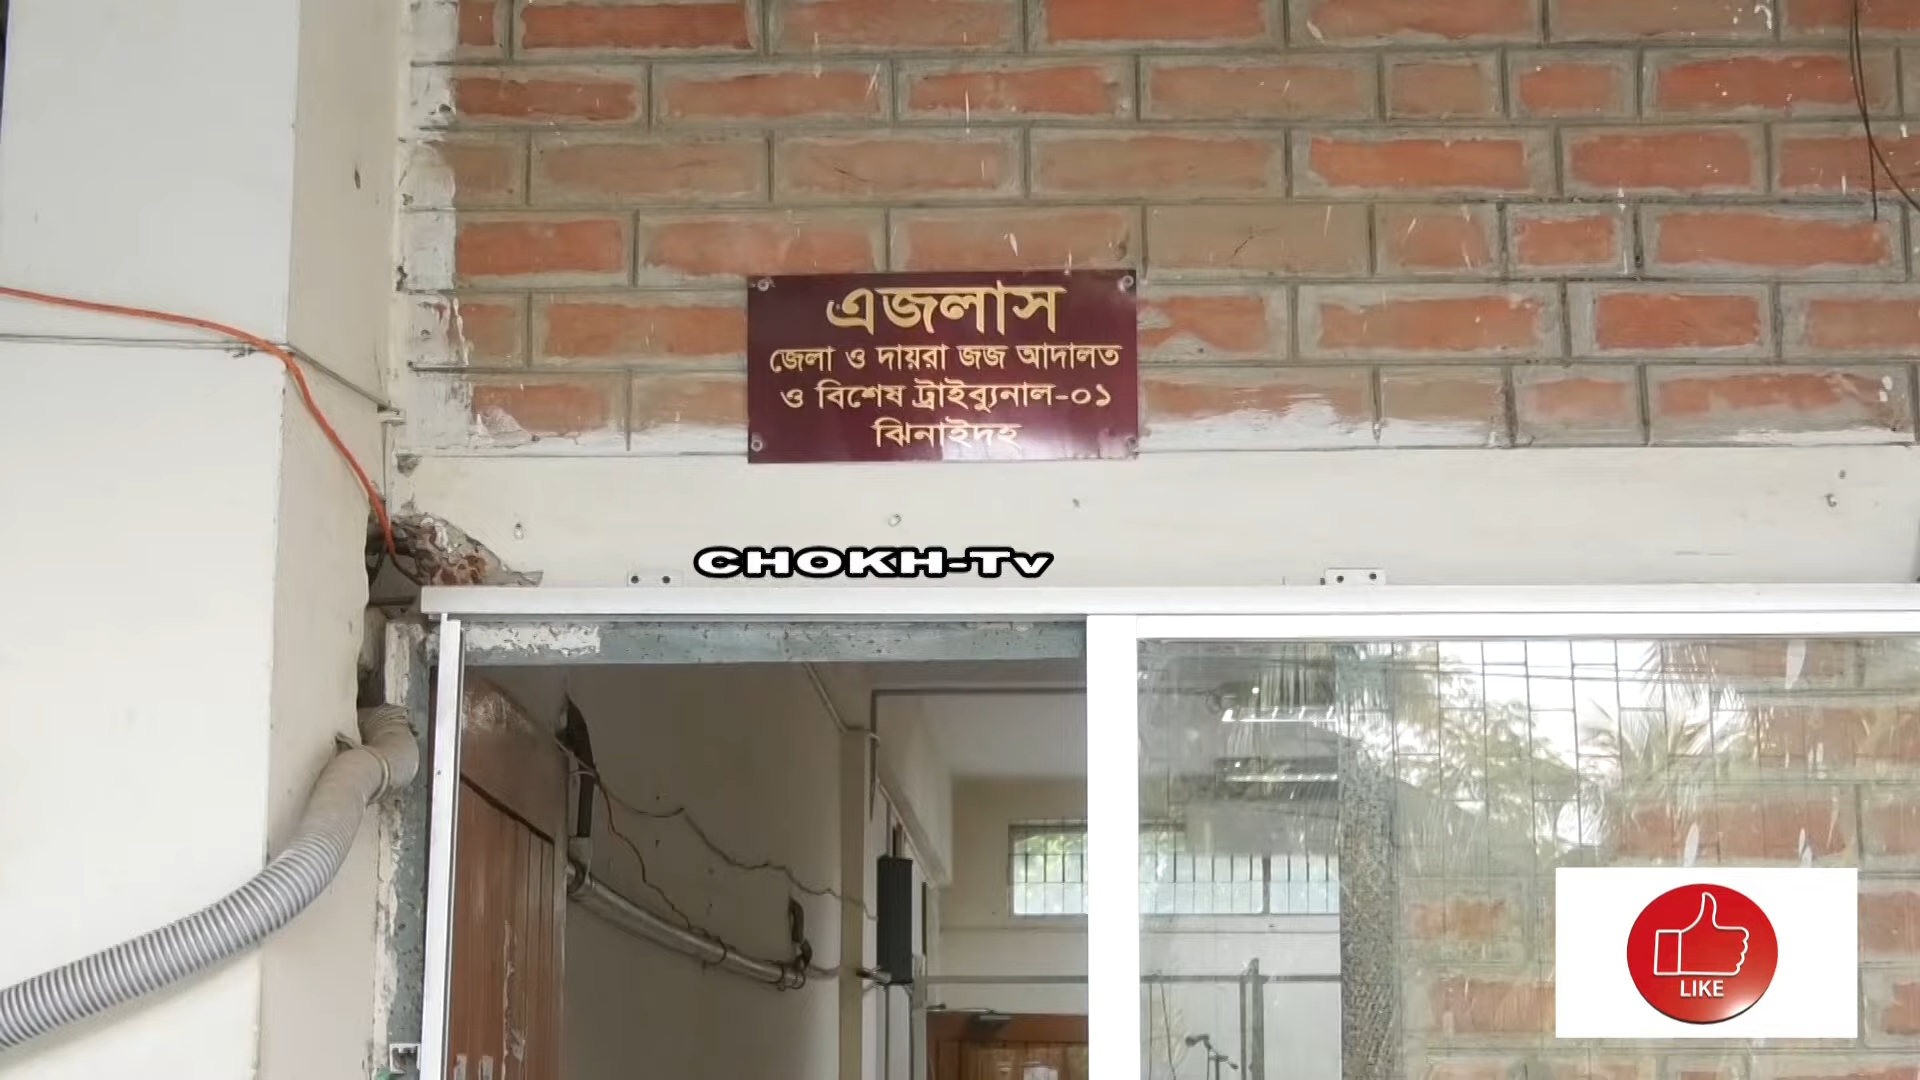 এজলাস
জেলা ও দায়রা জজ আদালত
ও বিশেষ ট্রাইব্যুনাল-০১
ঝিনাইদহ
CHOKH-Tv
LIKE